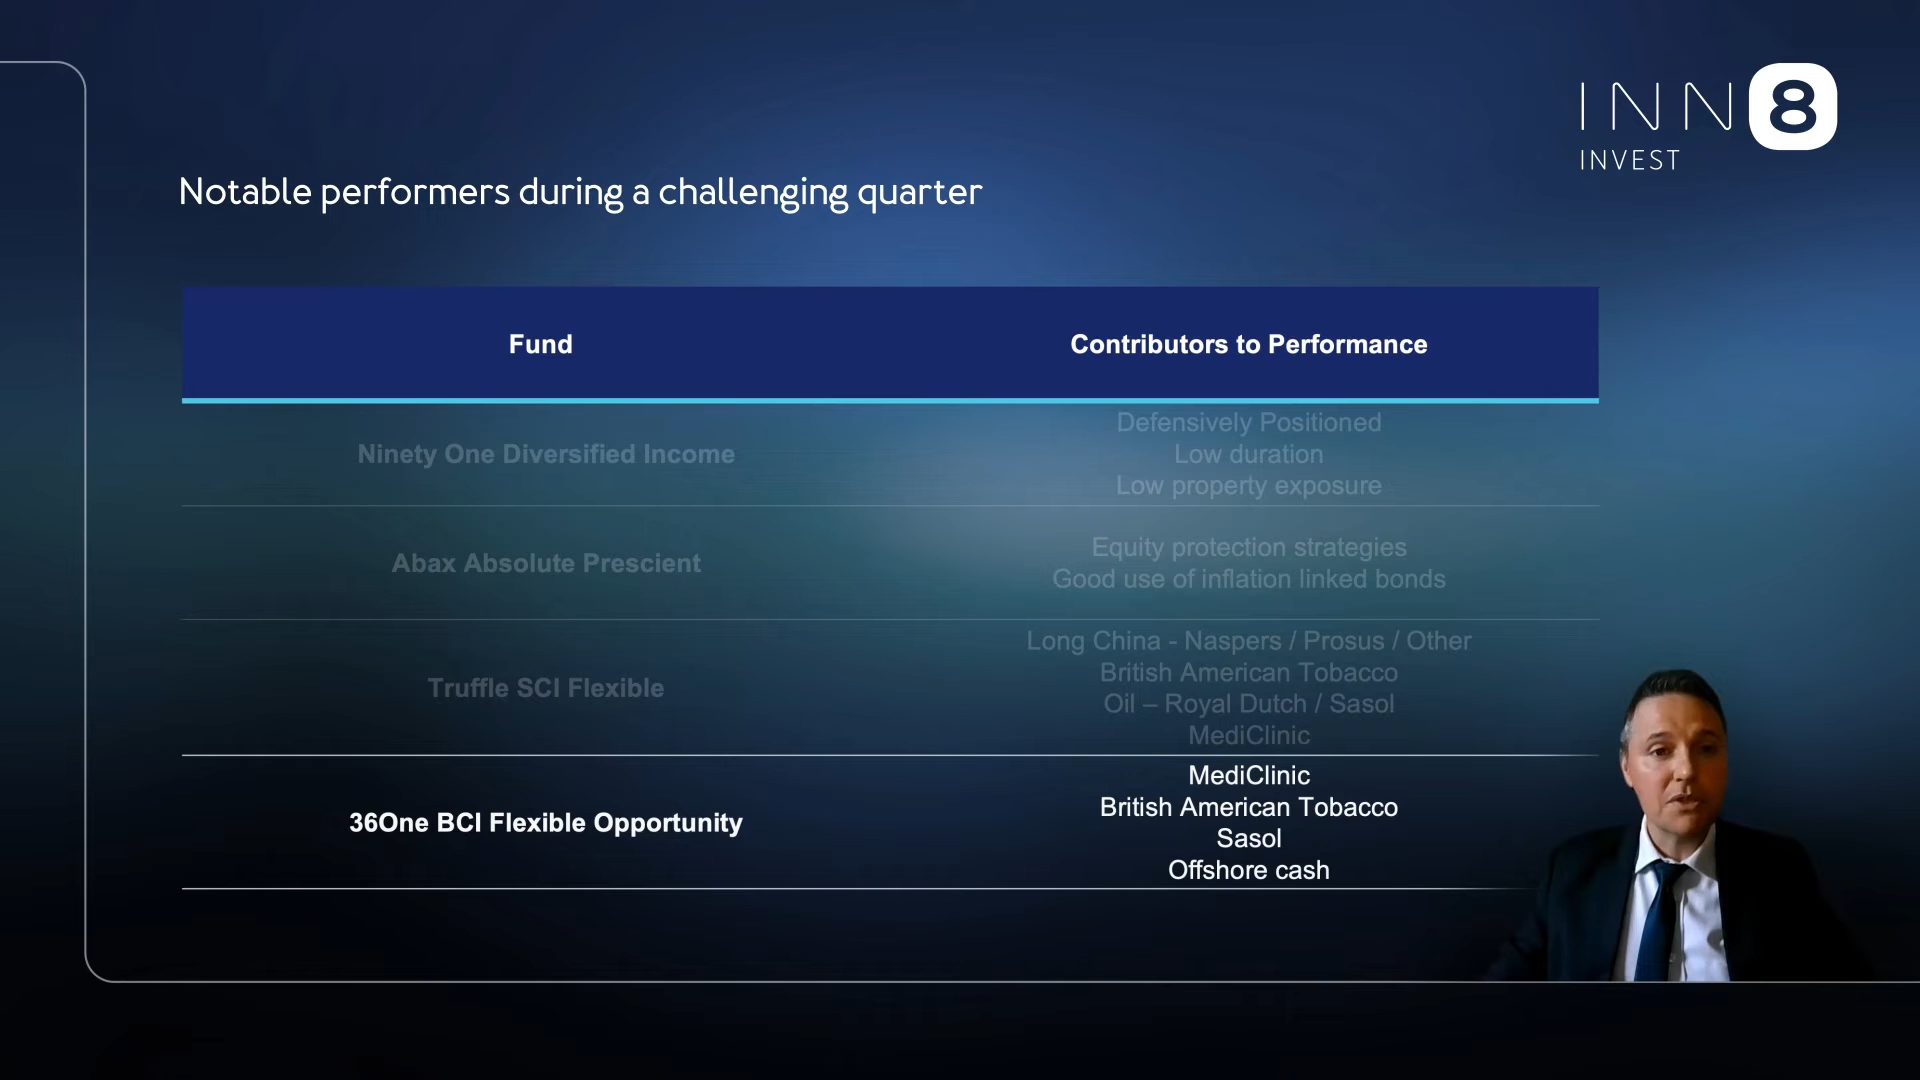 INN8
INVEST
Notable performers during a challenging quarter
Fund
Contributors to Performance
Ninety One Diversified Income
Defensively Positioned
Low duration
Low property exposure
Abax Absolute Prescient
Equity protection strategies
Good use of inflation linked bonds
Truffle SCI Flexible
Long China - Naspers / Prosus / Other
British American Tobacco
Oil – Royal Dutch / Sasol
MediClinic
36One BCI Flexible Opportunity
MediClinic
British American Tobacco
Sasol
Offshore cash